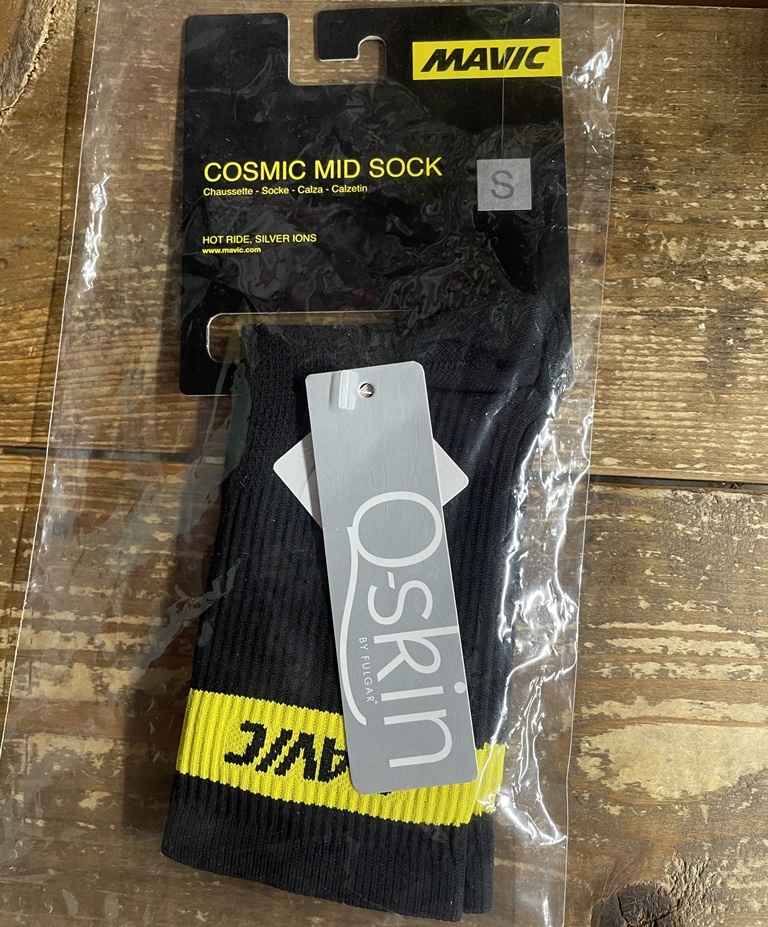 MAVIC
COSMIC MID SOCK
S
Chaussette - Socke - Calza - Calzetin
HOT RIDE, SILVER IONS
www.mavic.com
Q-skin
BY FULGAR®